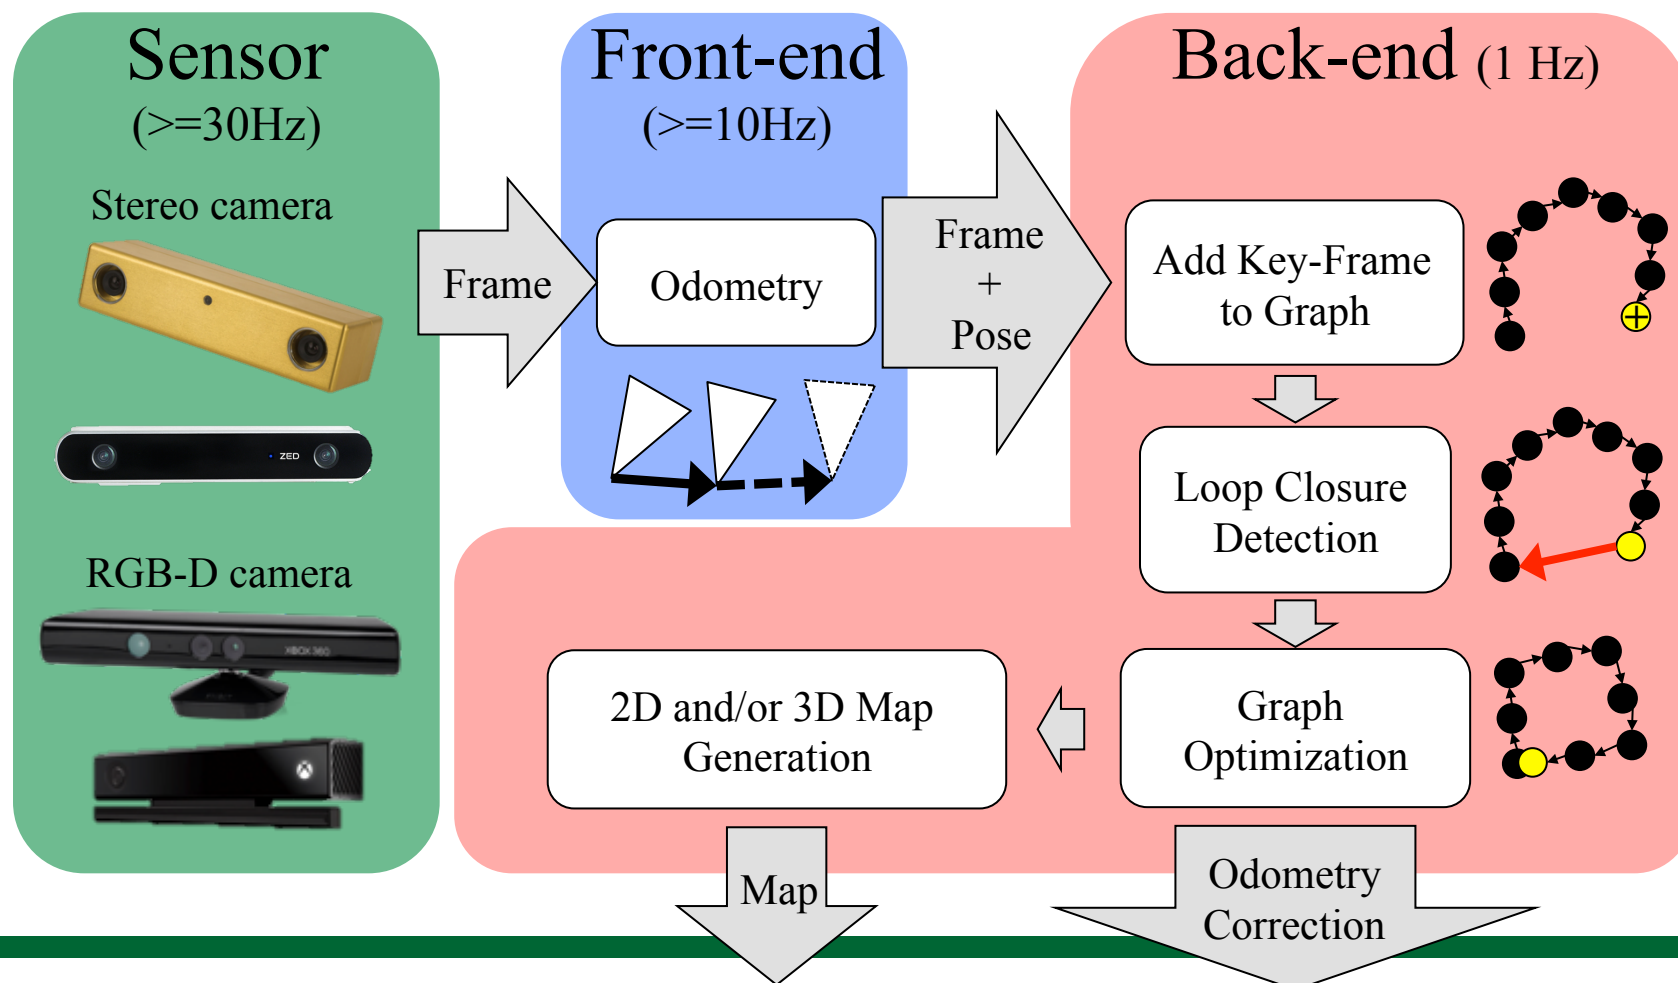 Sensor
(>=30Hz)
Stereo camera
ZED
RGB-D camera
XBOX 360
Frame
Front-end
(>=10Hz)
Odometry
Frame
+
Pose
Back-end (1 Hz)
Add Key-Frame
to Graph
Loop Closure
Detection
Graph
Optimization
2D and/or 3D Map
Generation
Map
Odometry
Correction